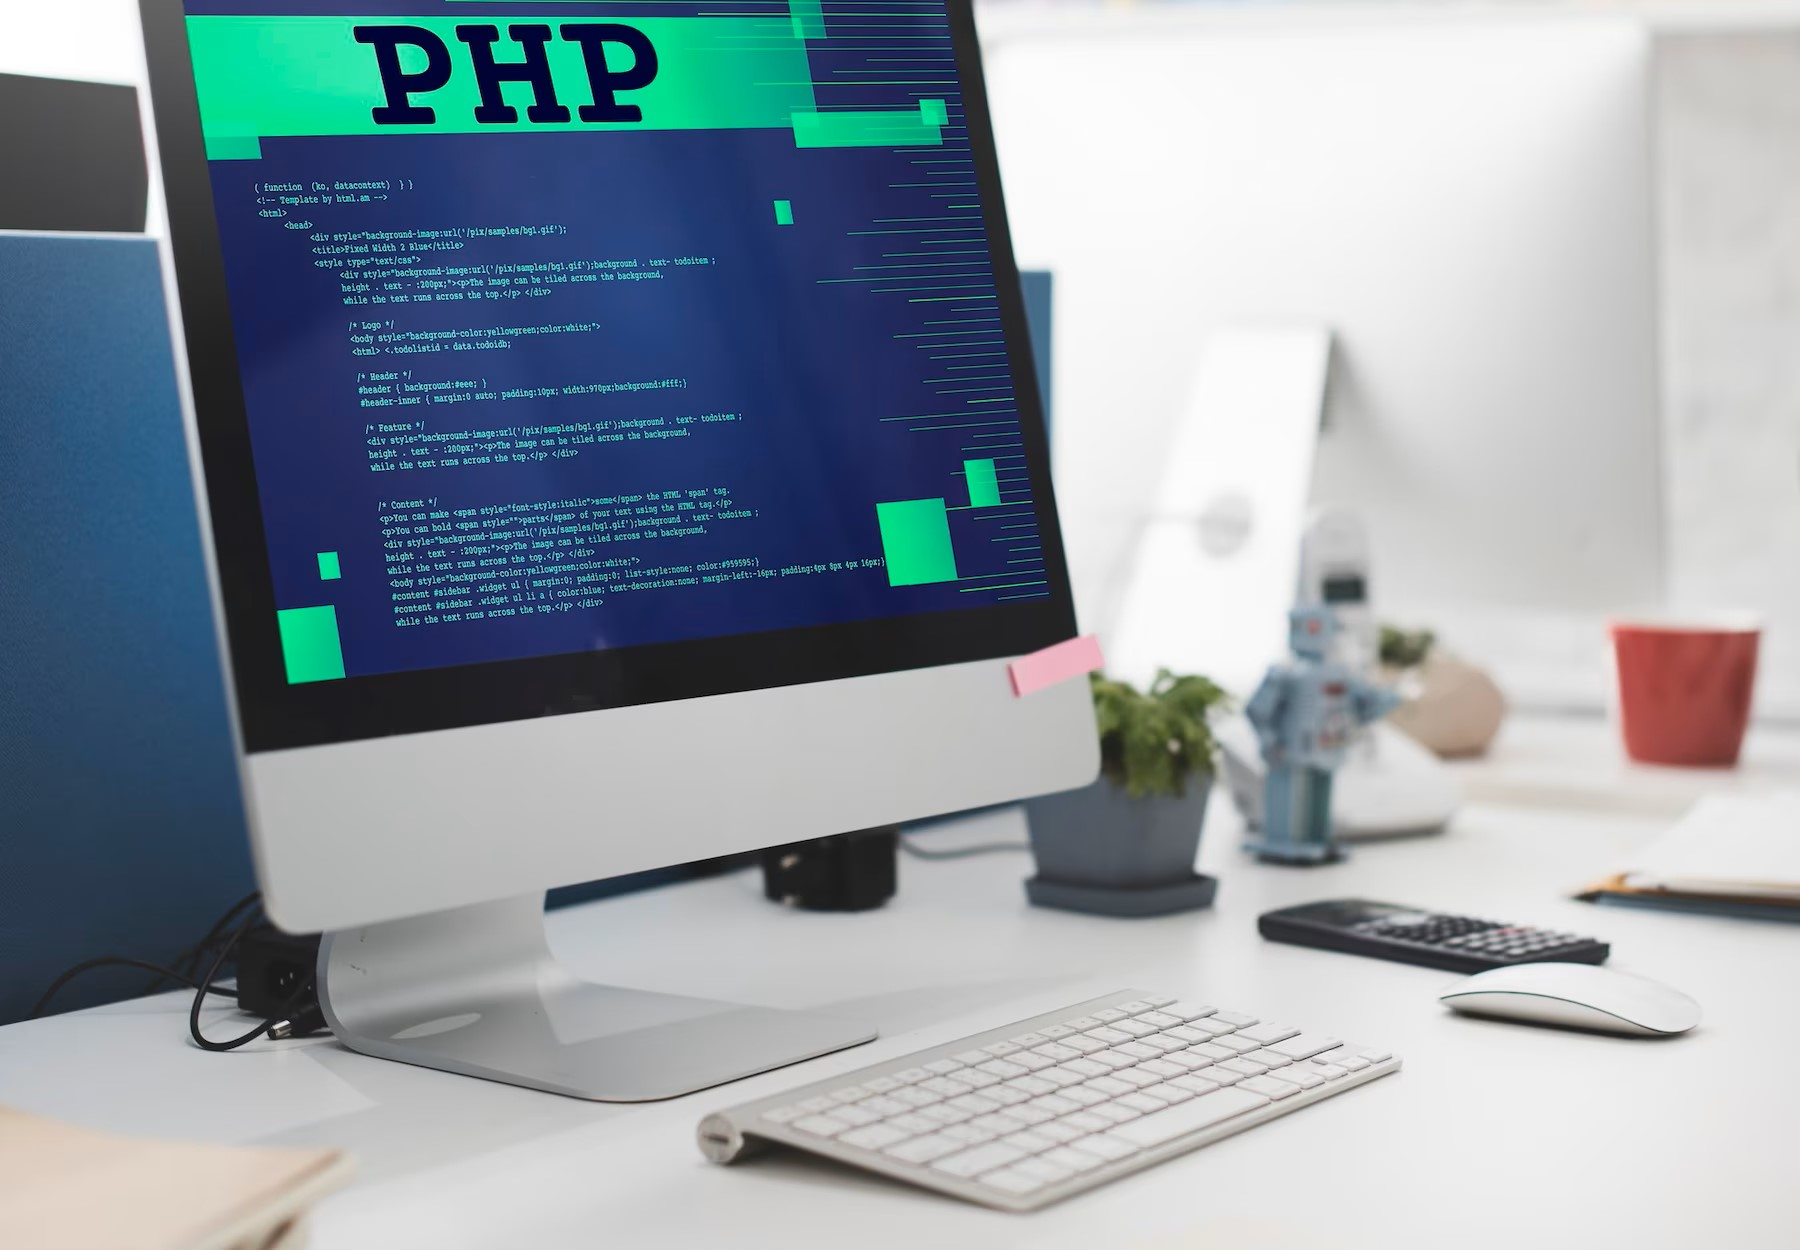 PHP
( function (ko, datacontext) } }
<!-- Template by html.am -->
<html>
<head>
<div style="background-image:url('/pix/samples/bg1.gif');
<title>Fixed Width 2 Blue</title>
<style type="text/css">
<div style="background-image:url('/pix/samples/bg1.gif');background . text- todoitem ;
height . text - :200px;"><p>The image can be tiled across the background,
while the text runs across the top.</p> </div>
/* Logo */
<body style="background-color:yellowgreen;color:white;">
<html> <.todolistid = data.todoidb;
/* Header */
#header { background:#eee; }
#header-inner { margin:0 auto; padding:10px; width:970px;background:#fff;}
/* Feature */
<div style="background-image:url('/pix/samples/bg1.gif');background . text- todoitem ;
height . text - :200px;"><p>The image can be tiled across the background,
while the text runs across the top.</p> </div>
/* Content */
<p>You can make <span style="font-style:italic">some</span> the HTML 'span' tag.
<p>You can bold <span style="">parts</span> of your text using the HTML tag.</p>
<div style="background-image:url('/pix/samples/bg1.gif');background . text- todoitem ;
height . text - :200px;"><p>The image can be tiled across the background,
while the text runs across the top.</p> </div>
<body style="background-color:yellowgreen;color:white;">
#content #sidebar .widget ul { margin:0; padding:0; list-style:none; color:#959595;}
#content #sidebar .widget ul li a { color:blue; text-decoration:none; margin-left:-16px; padding:4px 8px 4px 16px;}
while the text runs across the top.</p> </div>